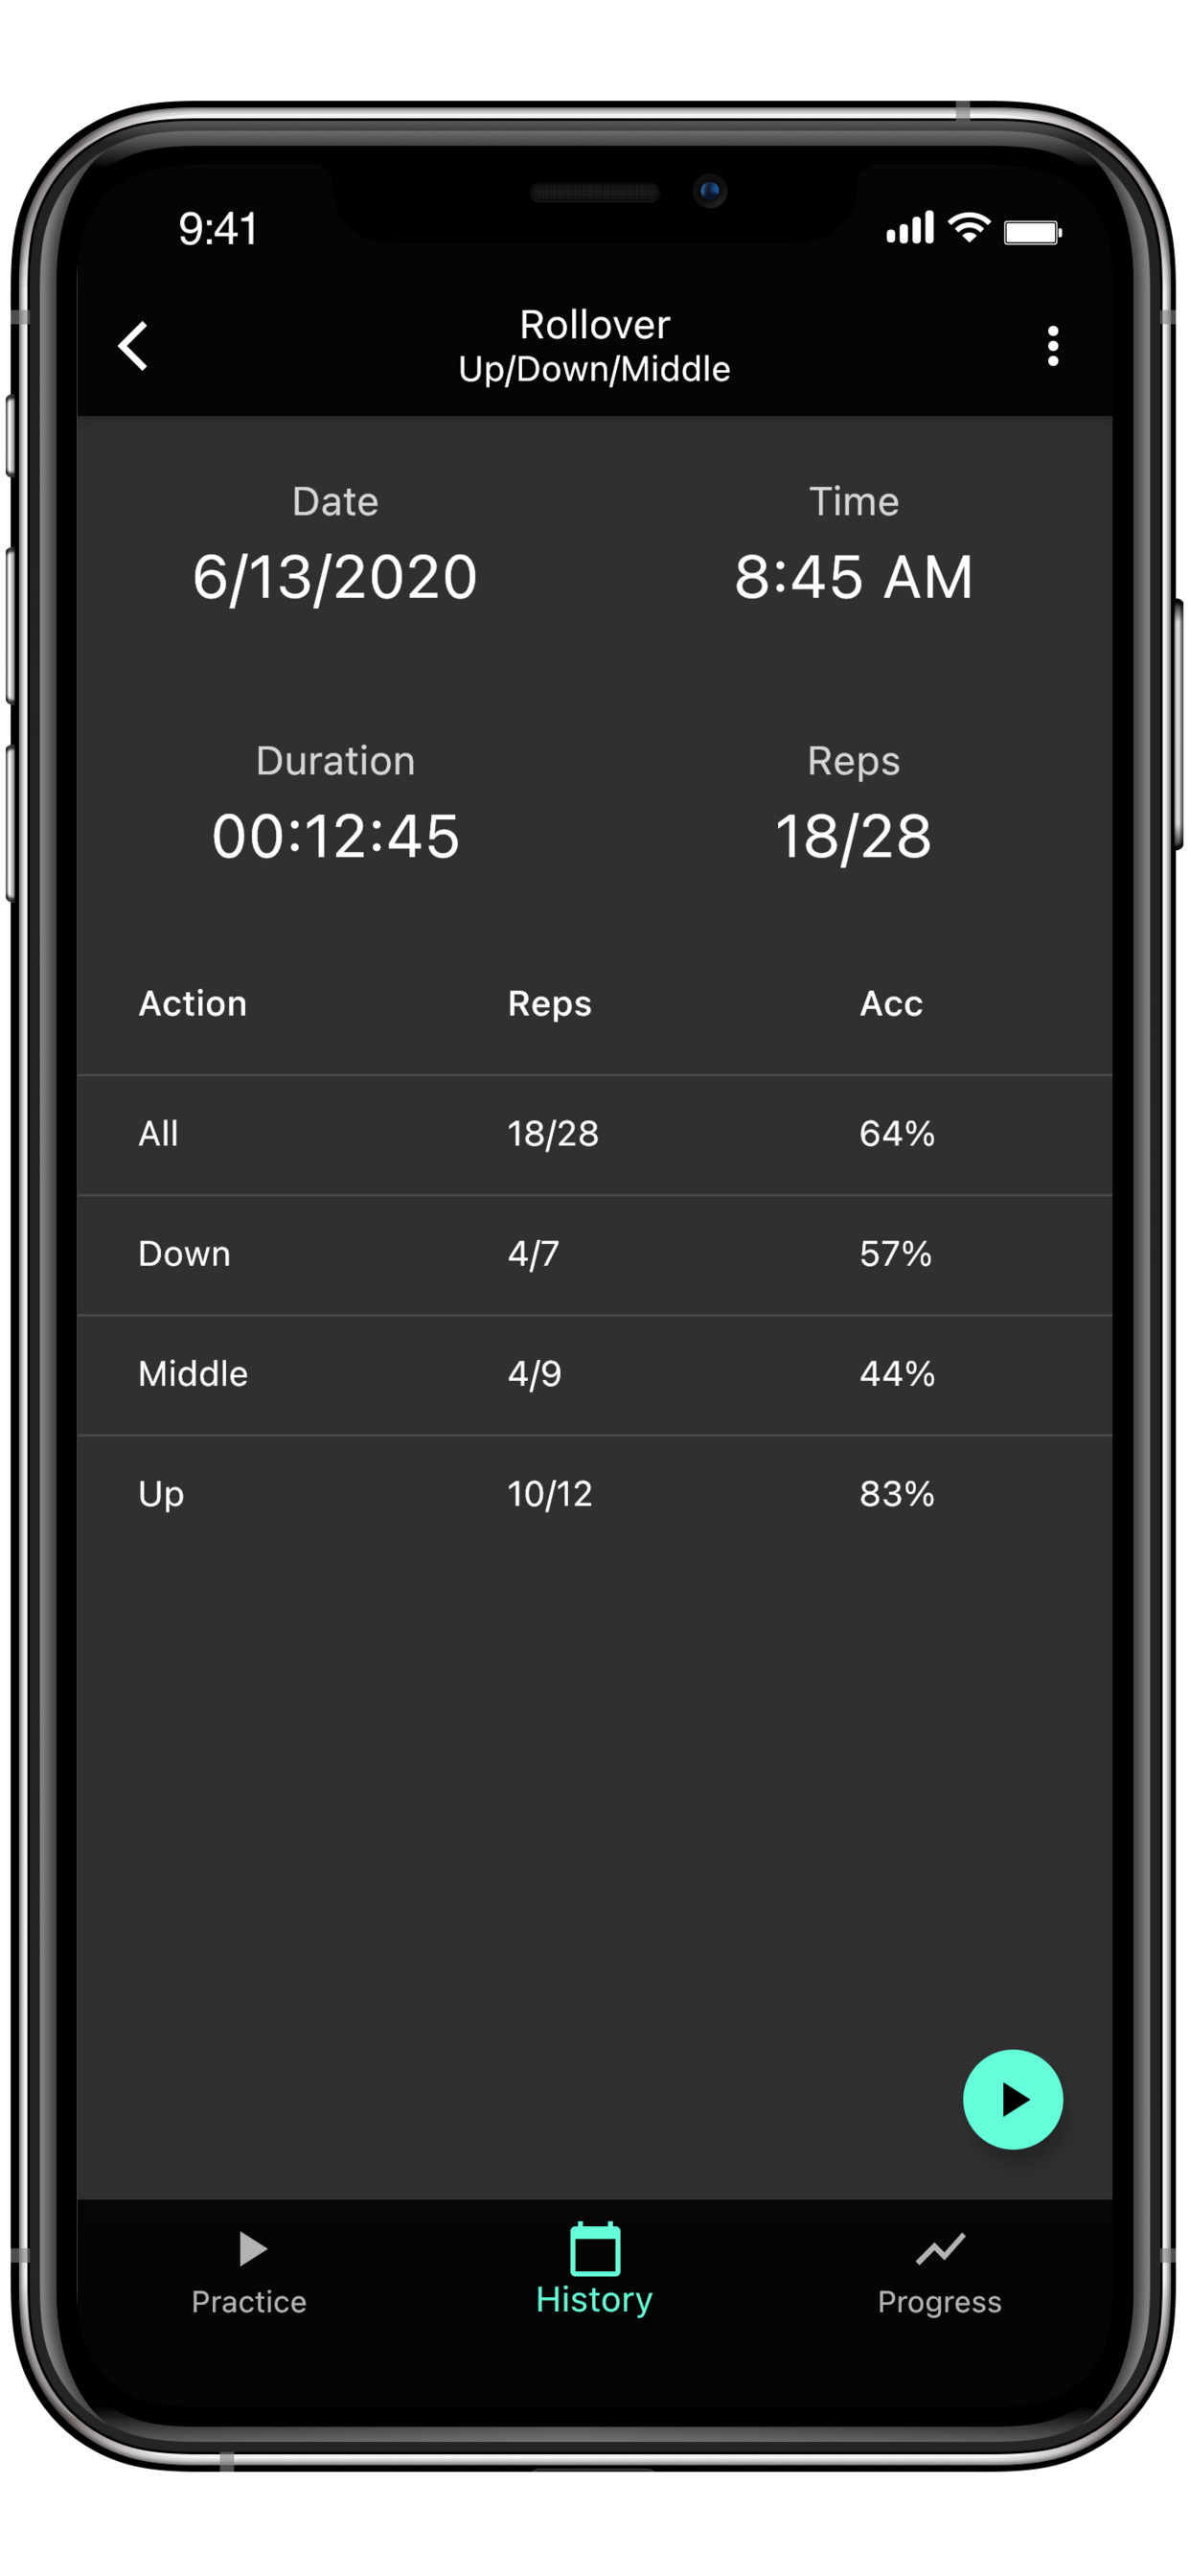 9:41
Rollover
Up/Down/Middle
Date Time
6/13/2020 8:45 AM
Duration Reps
00:12:45 18/28
Action Reps Acc
All 18/28 64%
Down 4/7 57%
Middle 4/9 44%
Up 10/12 83%
Practice History Progress